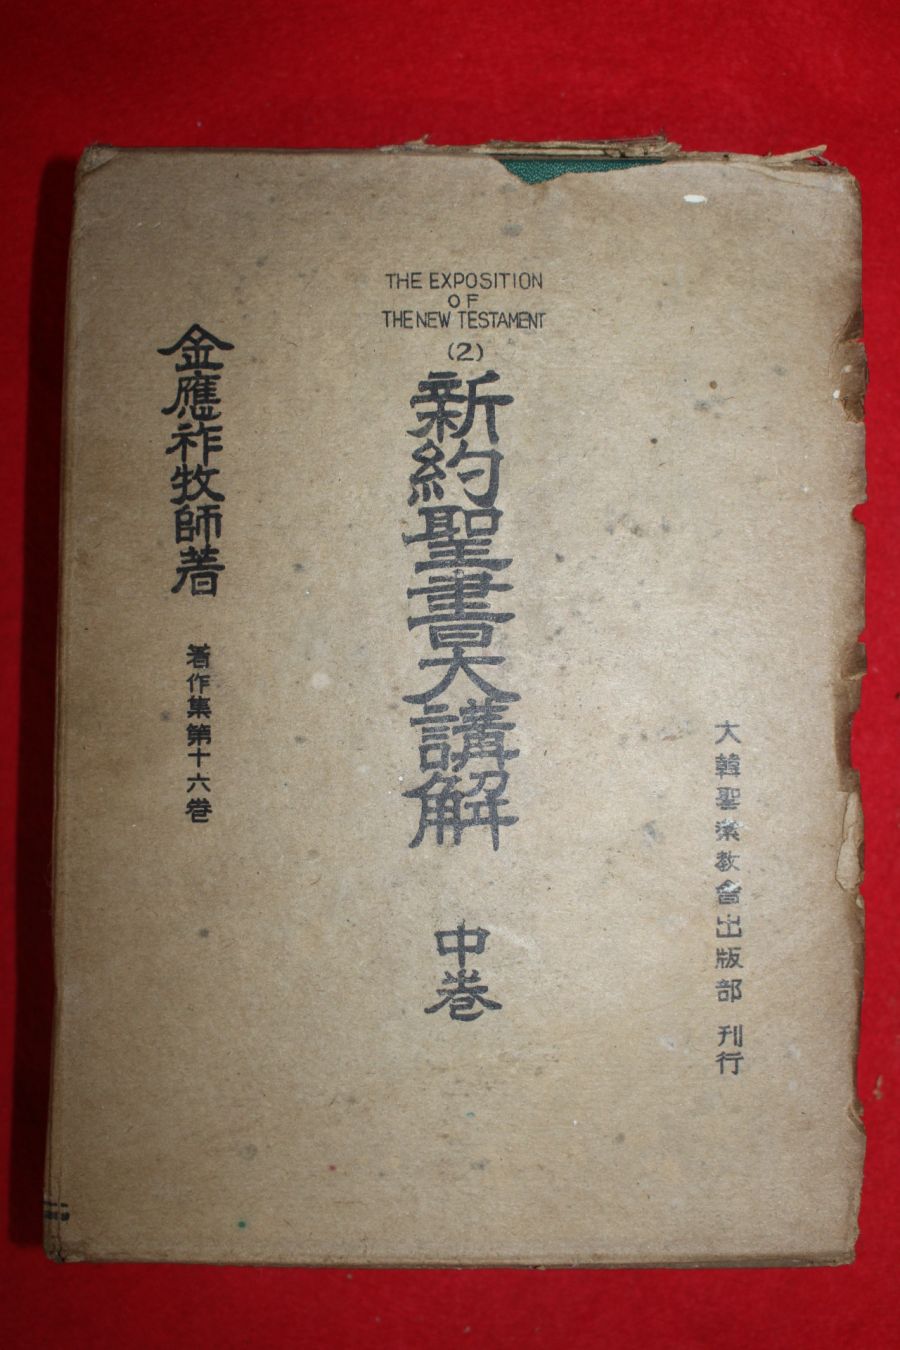 THE EXPOSITION
OF
THE NEW TESTAMENT
(2)
新約聖書大講解
中巻
金應祚牧師著
著作集第十六巻
大韓聖潔教會出版部 刊行